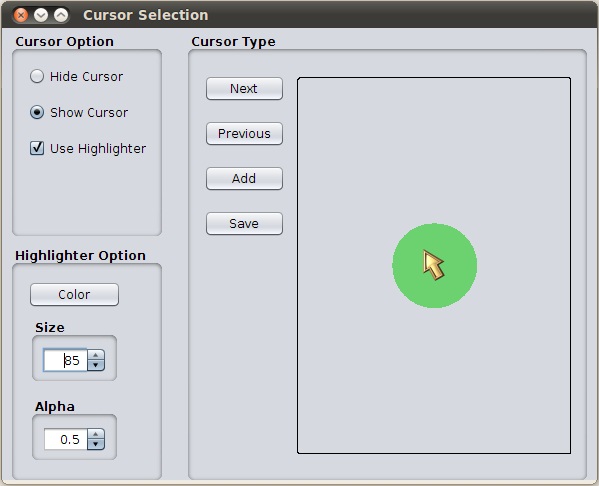 Cursor Selection
Cursor Option
Hide Cursor
Show Cursor
Use Highlighter
Highlighter Option
Color
Size
85
Alpha
0.5
Cursor Type
Next
Previous
Add
Save